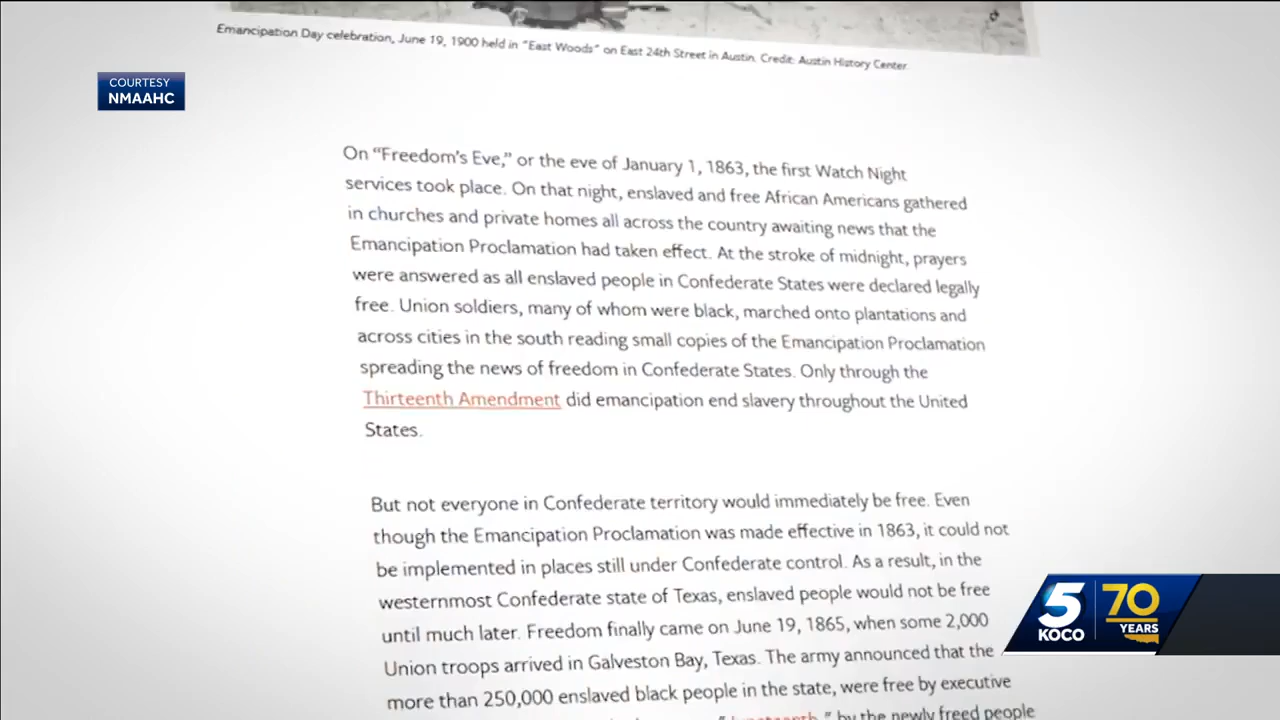 Emancipation Day celebration, June 19, 1900 held in "East Woods" on East 24th Street in Austin. Credit: Austin History Center.
COURTESY
NMAAHC
On “Freedom’s Eve,” or the eve of January 1, 1863, the first Watch Night
services took place. On that night, enslaved and free African Americans gathered
in churches and private homes all across the country awaiting news that the
Emancipation Proclamation had taken effect. At the stroke of midnight, prayers
were answered as all enslaved people in Confederate States were declared legally
free. Union soldiers, many of whom were black, marched onto plantations and
across cities in the south reading small copies of the Emancipation Proclamation
spreading the news of freedom in Confederate States. Only through the
Thirteenth Amendment did emancipation end slavery throughout the United
States.
But not everyone in Confederate territory would immediately be free. Even
though the Emancipation Proclamation was made effective in 1863, it could not
be implemented in places still under Confederate control. As a result, in the
westernmost Confederate state of Texas, enslaved people would not be free
until much later. Freedom finally came on June 19, 1865, when some 2,000
Union troops arrived in Galveston Bay, Texas. The army announced that the
more than 250,000 enslaved black people in the state, were free by executive
"Juneteenth," by the newly freed people
5 70
KOCO YEARS